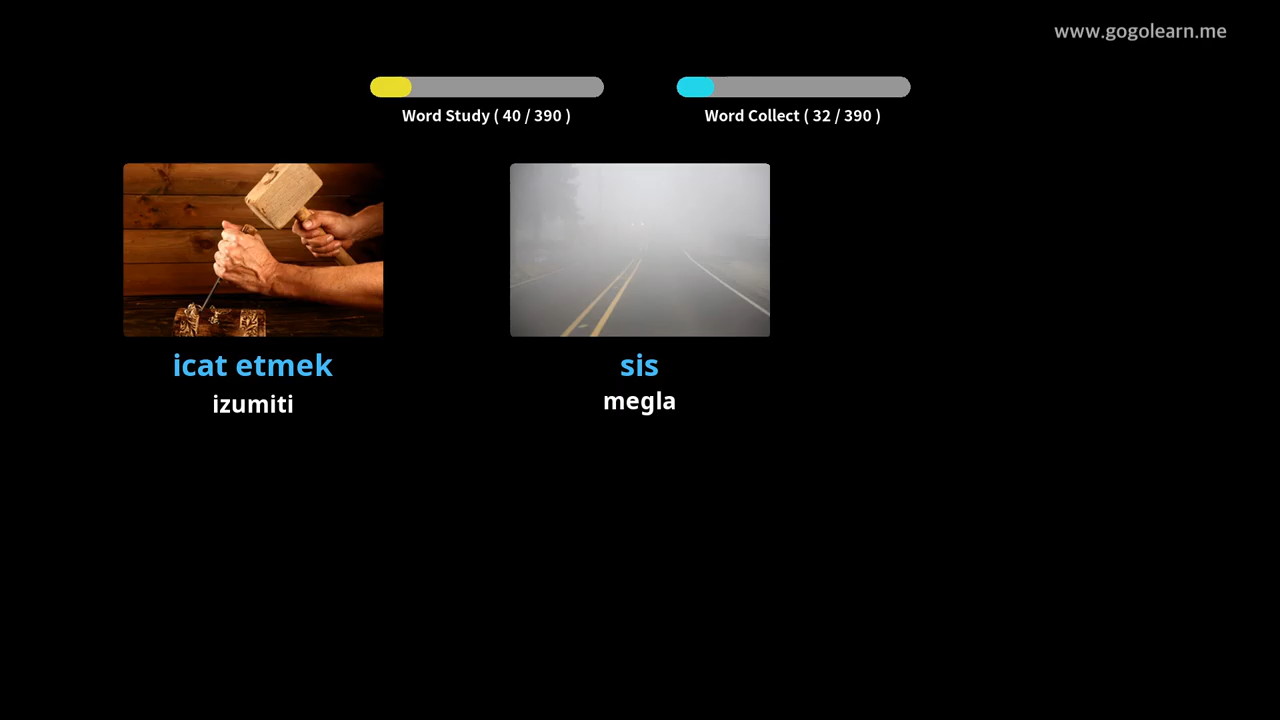 www.gogolearn.me
Word Study ( 40 / 390 )
Word Collect ( 32 / 390 )
icat etmek
izumiti
sis
megla